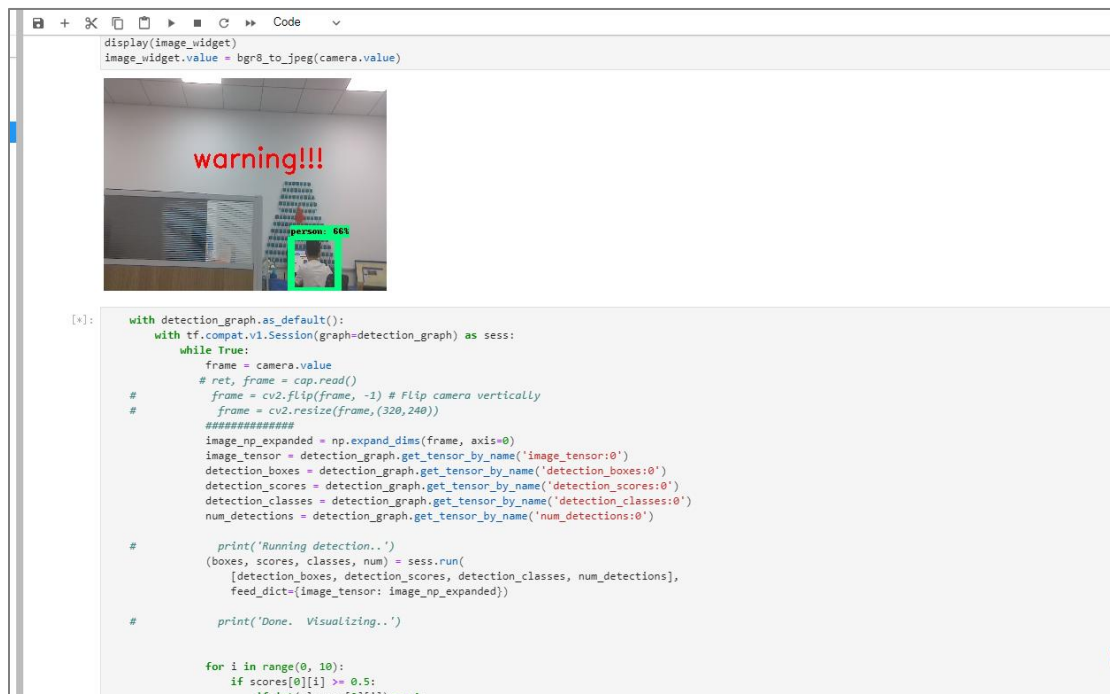 Code
display(image_widget)
image_widget.value = bgr8_to_jpeg(camera.value)
warning!!!
person: 66%
[*]:
with detection_graph.as_default():
with tf.compat.v1.Session(graph=detection_graph) as sess:
while True:
frame = camera.value
# ret, frame = cap.read()
# frame = cv2.flip(frame, -1) # Flip camera vertically
# frame = cv2.resize(frame,(320,240))
##############
image_np_expanded = np.expand_dims(frame, axis=0)
image_tensor = detection_graph.get_tensor_by_name('image_tensor:0')
detection_boxes = detection_graph.get_tensor_by_name('detection_boxes:0')
detection_scores = detection_graph.get_tensor_by_name('detection_scores:0')
detection_classes = detection_graph.get_tensor_by_name('detection_classes:0')
num_detections = detection_graph.get_tensor_by_name('num_detections:0')
# print('Running detection..')
(boxes, scores, classes, num) = sess.run(
[detection_boxes, detection_scores, detection_classes, num_detections],
feed_dict={image_tensor: image_np_expanded})
# print('Done. Visualizing..')
for i in range(0, 10):
if scores[0][i] >= 0.5: